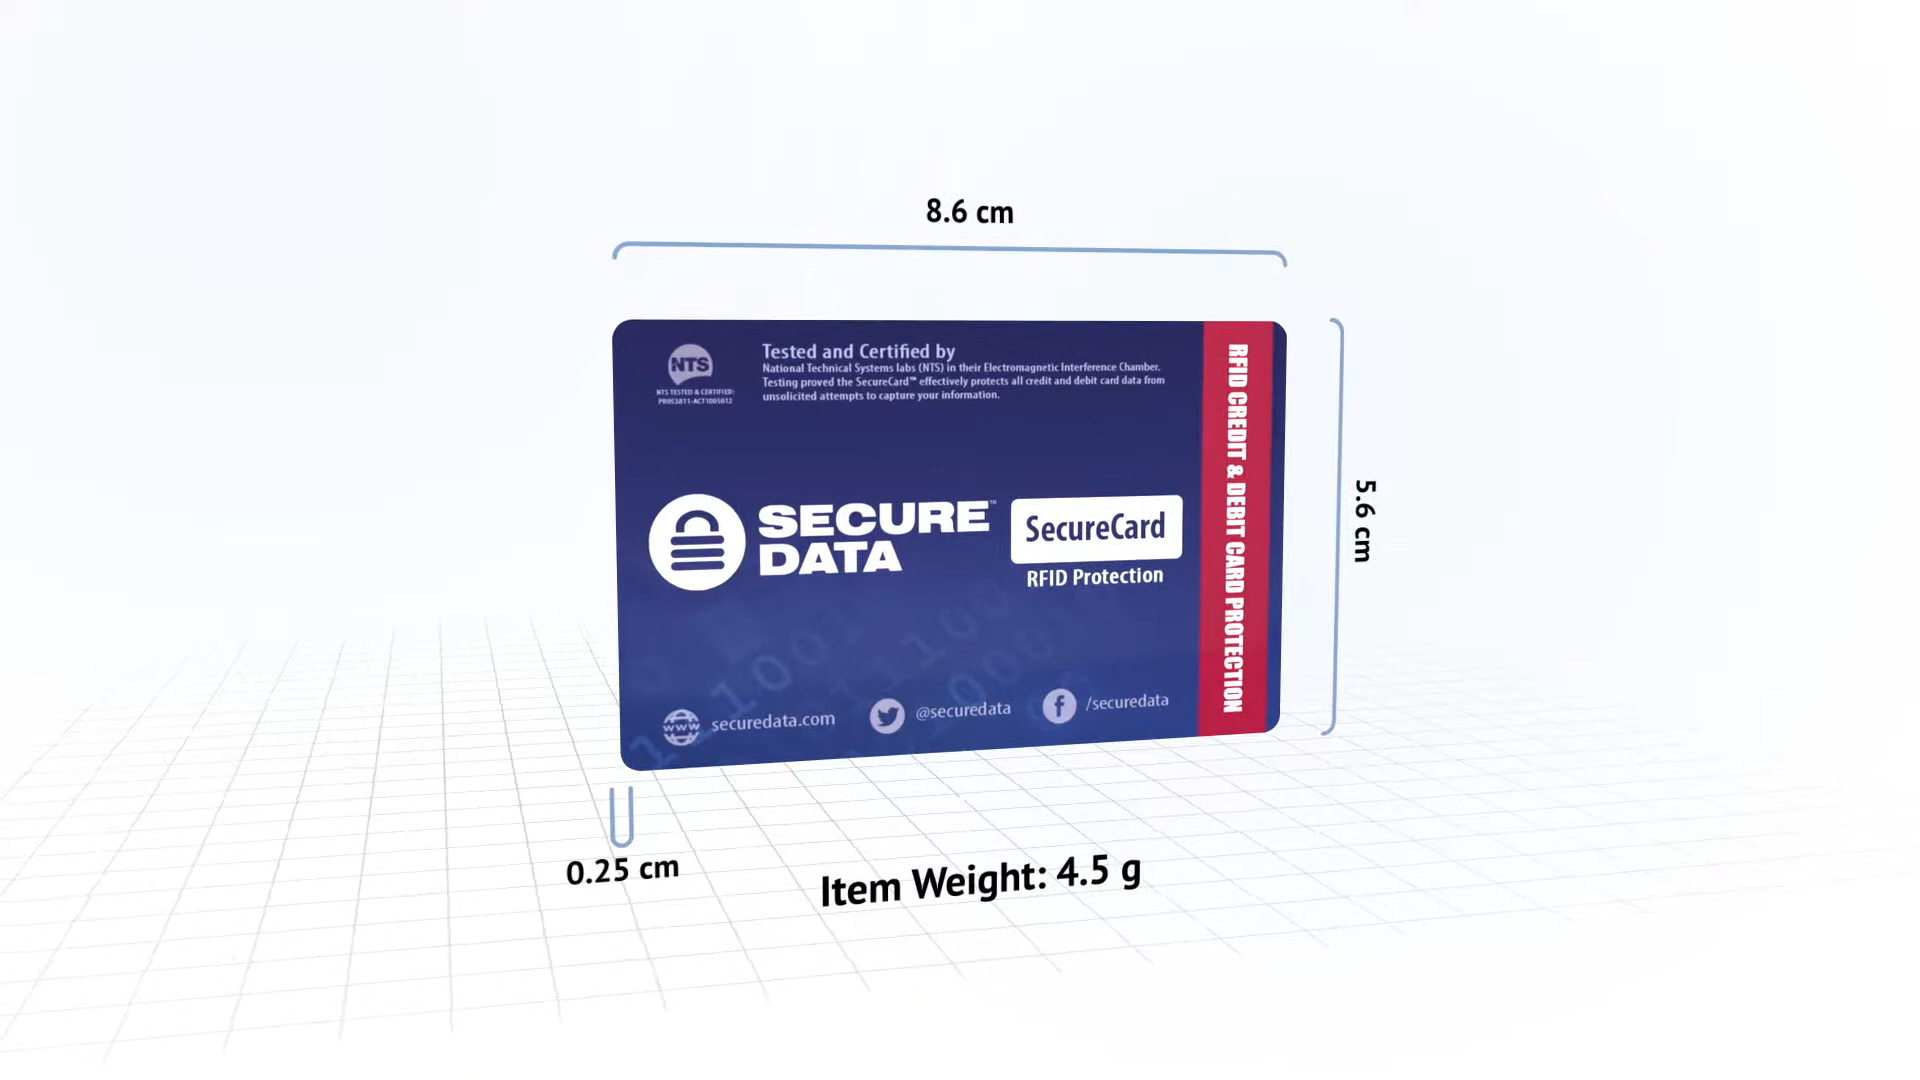 8.6 cm
NTS
NTS TESTED & CERTIFIED:
Tested and Certified by
National Technical Systems labs (NTS) in their Electromagnetic Interference Chamber.
Testing proved the SecureCard™ effectively protects all credit and debit card data from
unsolicited attempts to capture your information.
SECURE™
DATA
SecureCard
RFID Protection
RFID CREDIT & DEBIT CARD PROTECTION
5.6 cm
www securedata.com
@securedata
f /securedata
0.25 cm
Item Weight: 4.5 g